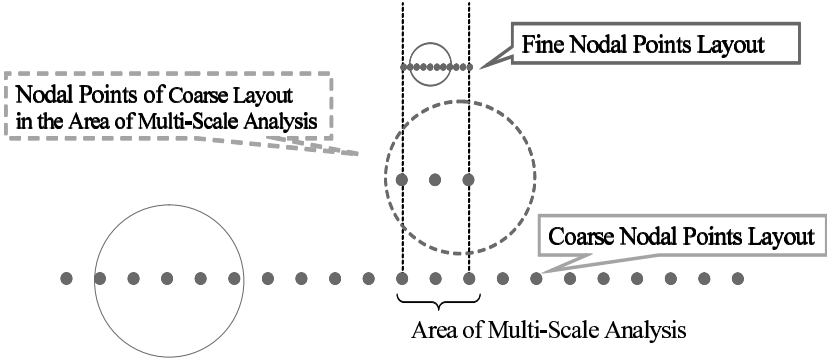 Fine Nodal Points Layout
Nodal Points of Coarse Layout
in the Area of Multi-Scale Analysis
Coarse Nodal Points Layout
Area of Multi-Scale Analysis